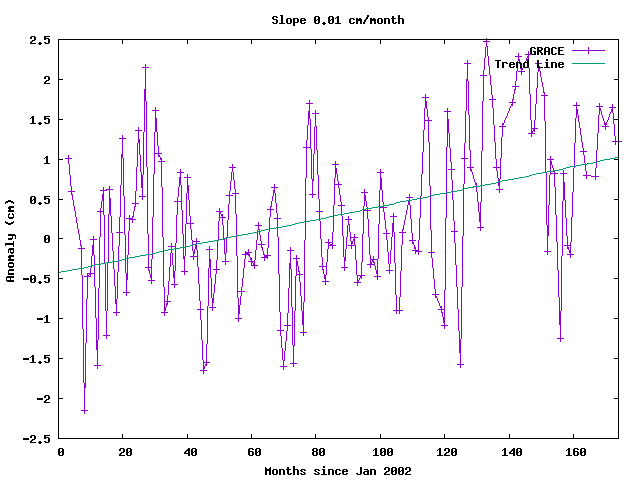 Slope 0.01 cm/month
GRACE
Trend Line
2.5
2
1.5
1
0.5
0
-0.5
-1
-1.5
-2
-2.5
Anomaly (cm)
0 20 40 60 80 100 120 140 160
Months since Jan 2002